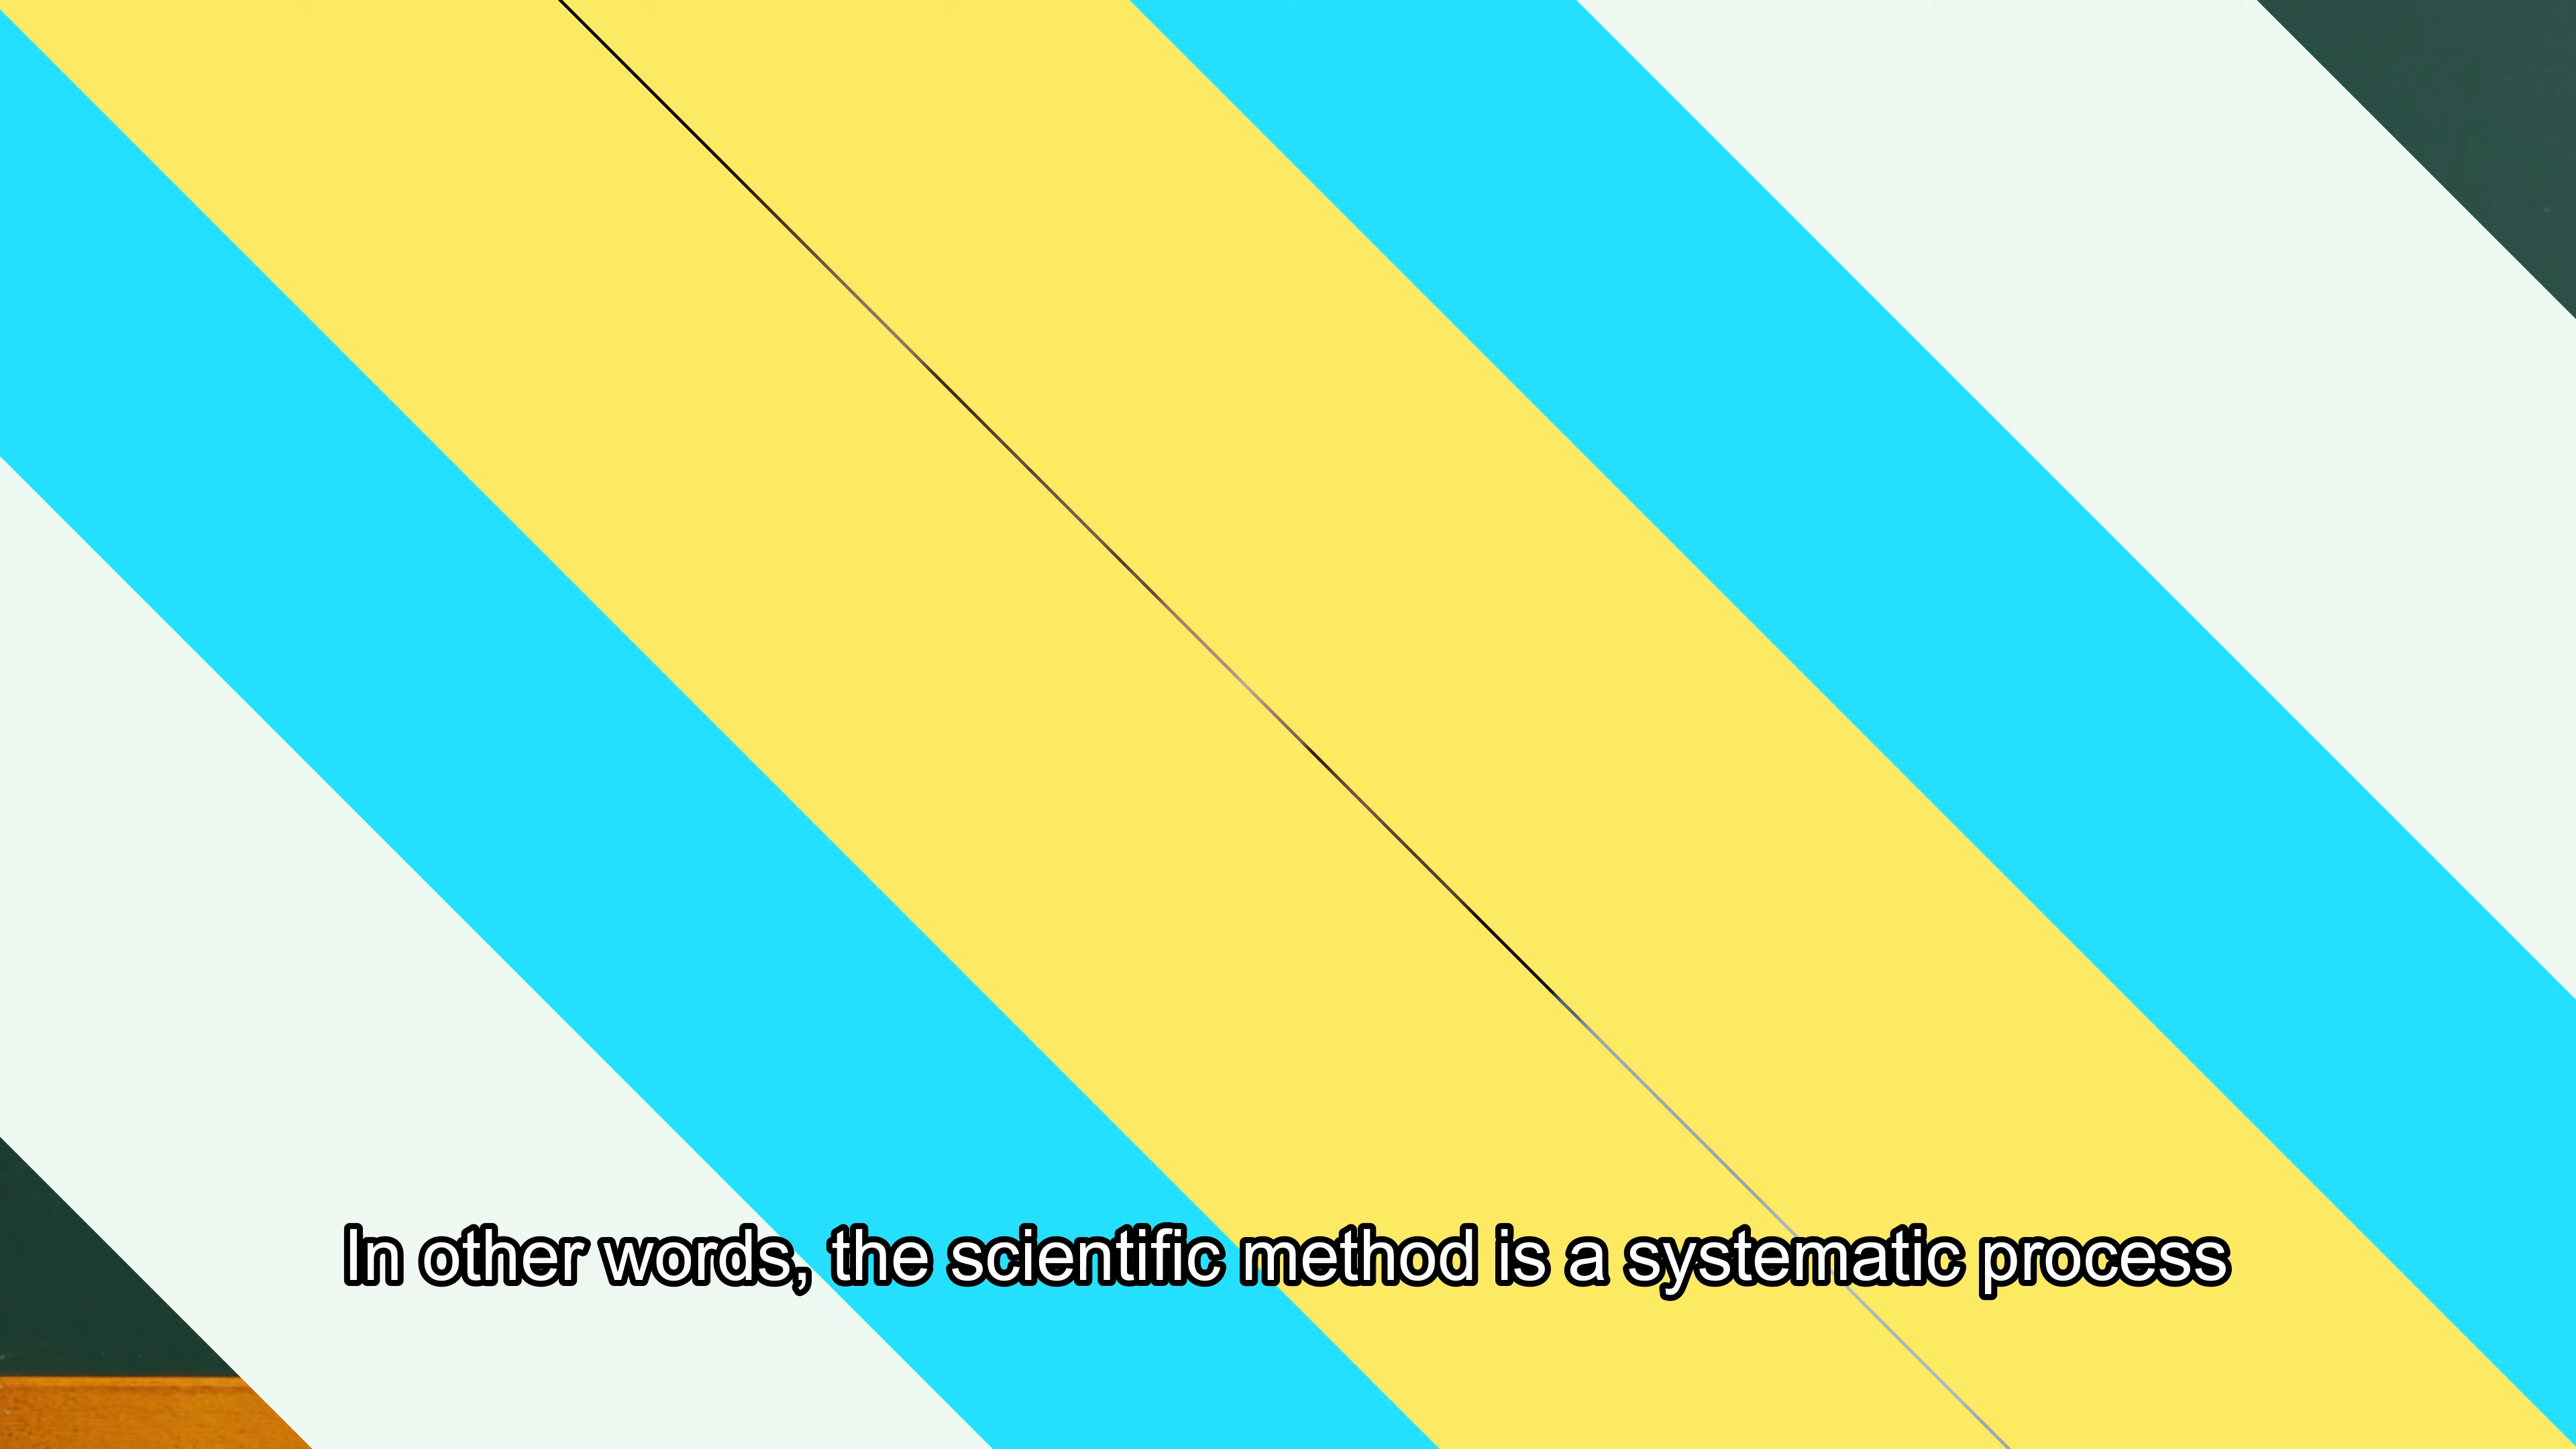 In other words, the scientific method is a systematic process